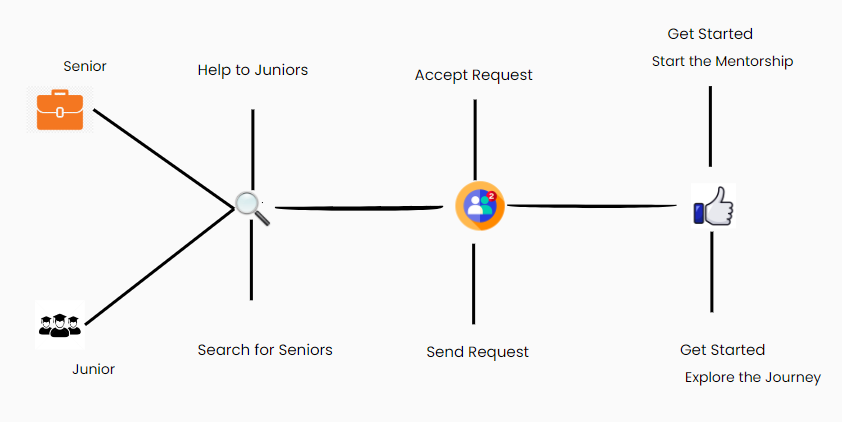 Get Started
Start the Mentorship
Senior
Help to Juniors
Accept Request
2
Search for Seniors
Send Request
Get Started
Junior
Explore the Journey